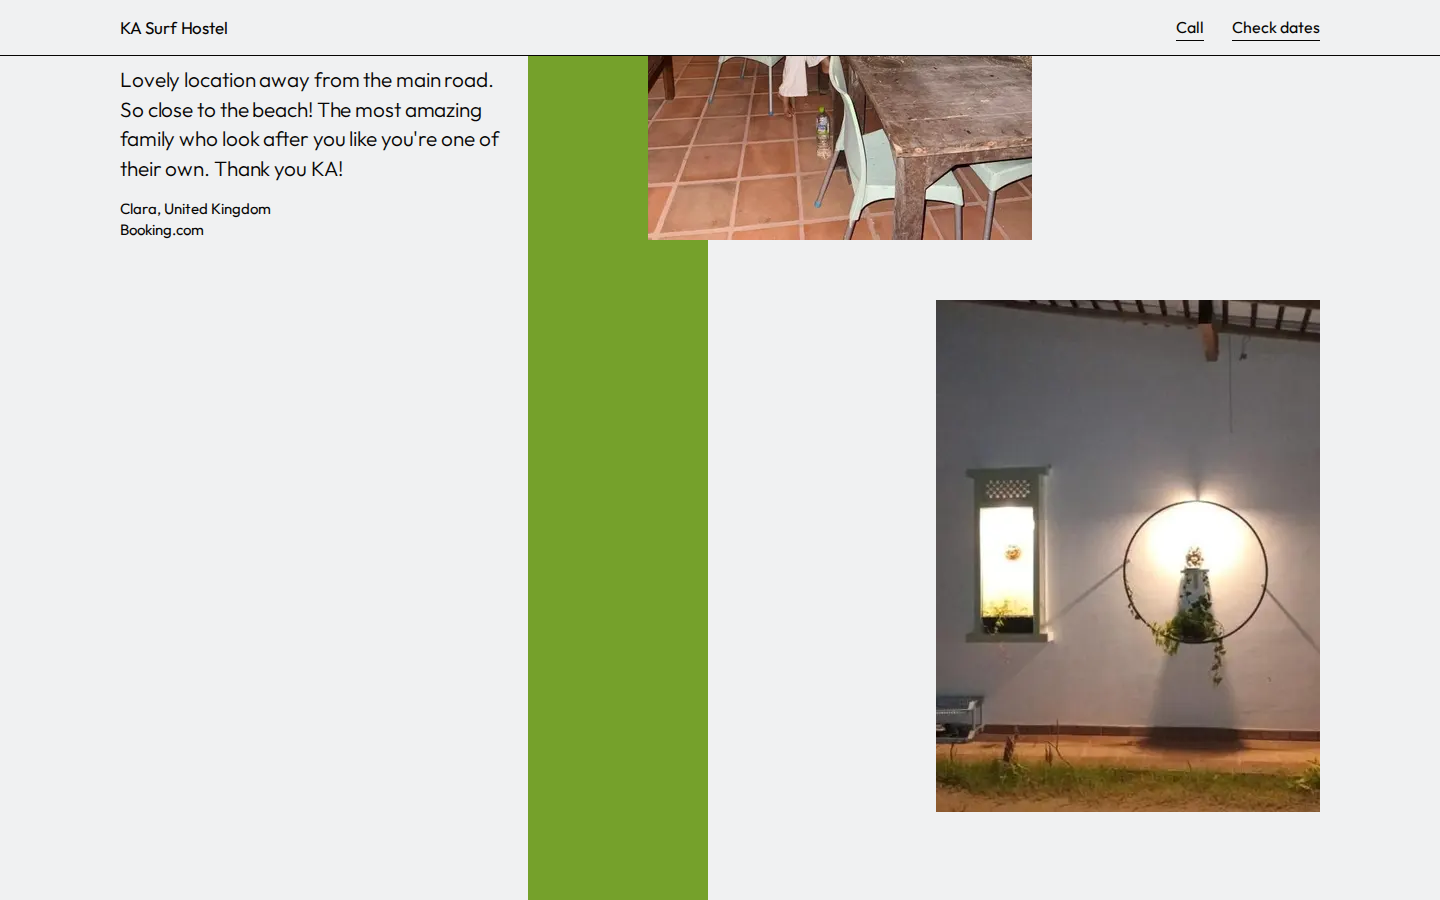 KA Surf Hostel
Call
Check dates
Lovely location away from the main road.
So close to the beach! The most amazing
family who look after you like you're one of
their own. Thank you KA!
Clara, United Kingdom
Booking.com